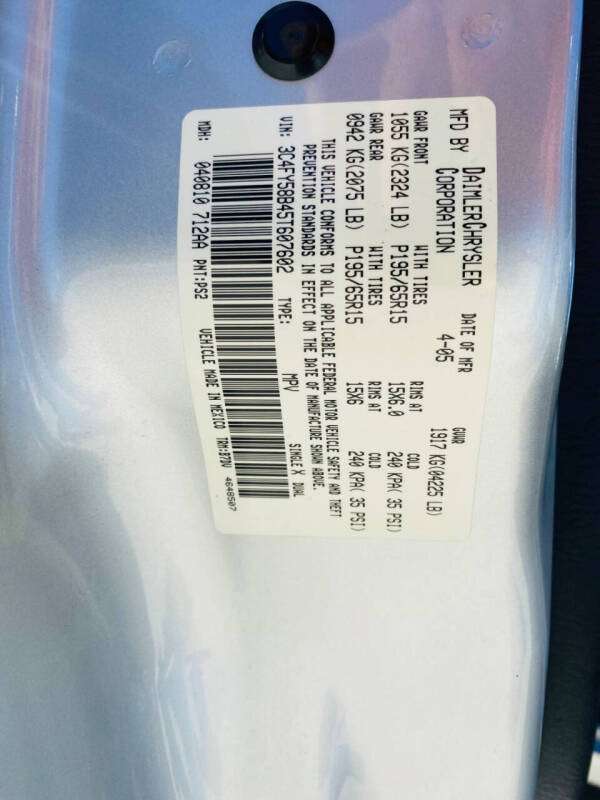 MFD BY DAIMLERCHRYSLER CORPORATION
DATE OF MFR 4-05
GVWR 1917 KG(04225 LB)
GAWR FRONT WITH TIRES RIMS AT COLD
1055 KG(2324 LB) P195/65R15 15X6.0 240 KPA( 35 PSI)
GAWR REAR WITH TIRES RIMS AT COLD
0942 KG(2075 LB) P195/65R15 15X6 240 KPA( 35 PSI)
THIS VEHICLE CONFORMS TO ALL APPLICABLE FEDERAL MOTOR VEHICLE SAFETY AND THEFT
PREVENTION STANDARDS IN EFFECT ON THE DATE OF MANUFACTURE SHOWN ABOVE.
VIN: 3C4FY58B45T607602 TYPE: MPV SINGLE X DUAL
MDH: 040810 712AA PNT:PS2 VEHICLE MADE IN MEXICO TRM:B7DV 4648507